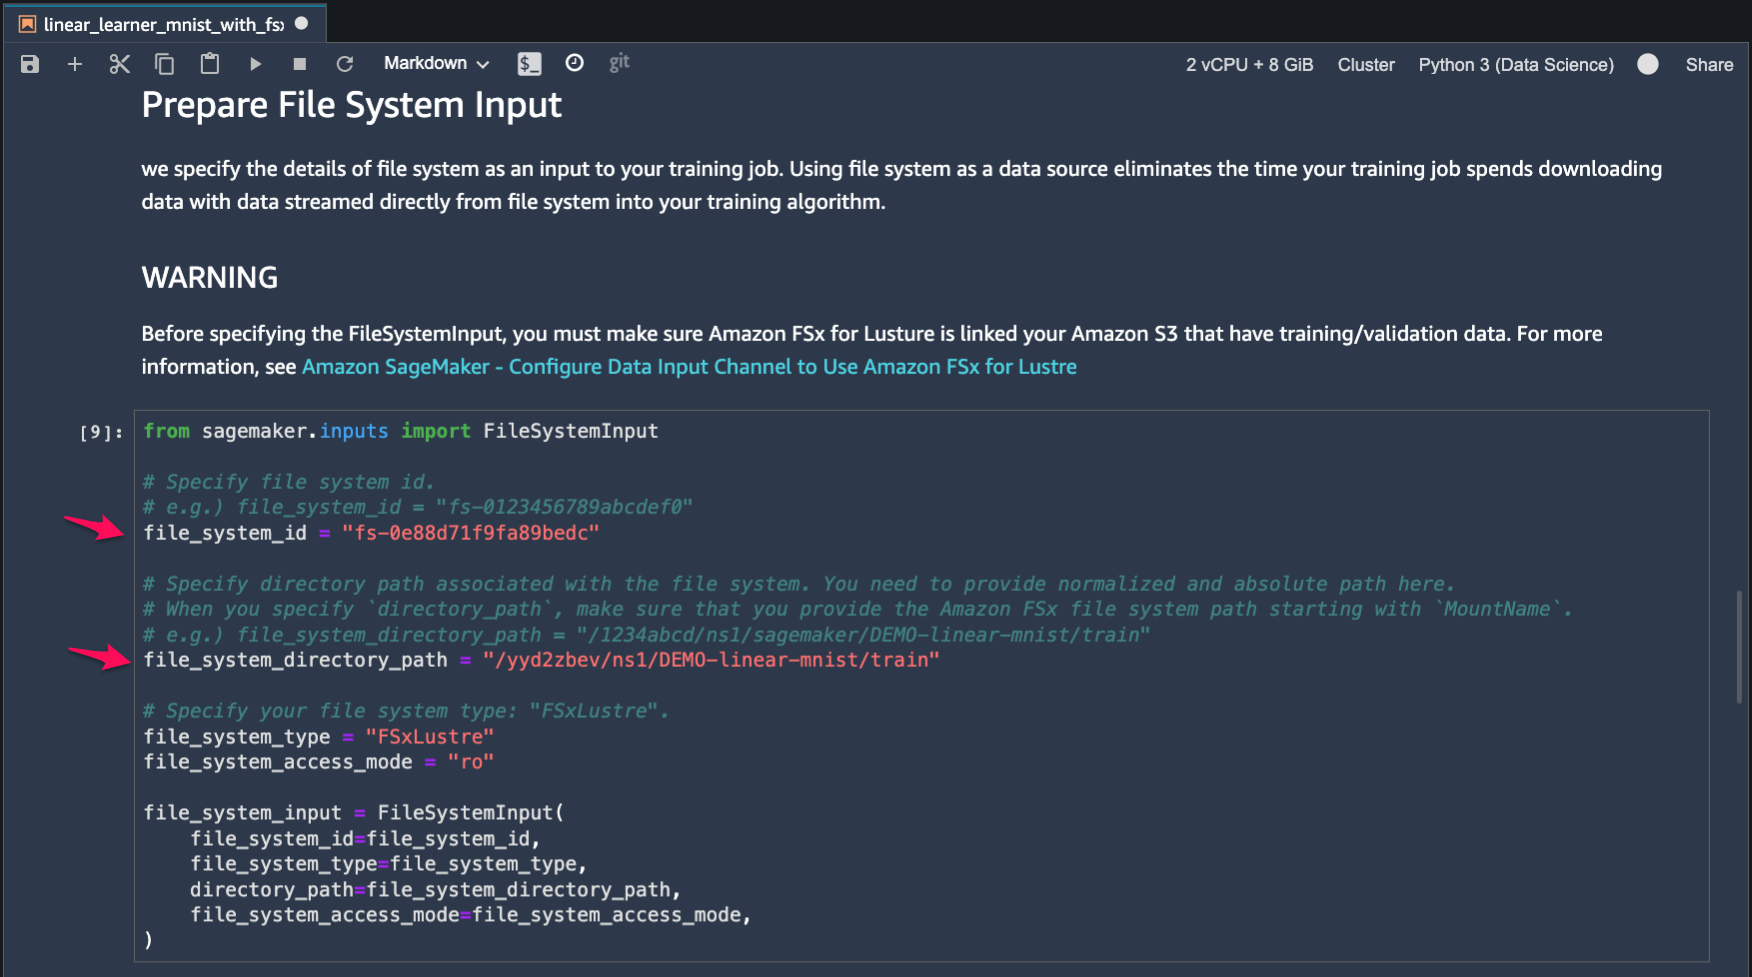 linear_learner_mnist_with_fsx
Markdown
$_
git
2 vCPU + 8 GiB
Cluster
Python 3 (Data Science)
Share
Prepare File System Input
we specify the details of file system as an input to your training job. Using file system as a data source eliminates the time your training job spends downloading
data with data streamed directly from file system into your training algorithm.
WARNING
Before specifying the FileSystemInput, you must make sure Amazon FSx for Lusture is linked your Amazon S3 that have training/validation data. For more
information, see Amazon SageMaker - Configure Data Input Channel to Use Amazon FSx for Lustre
[9]: from sagemaker.inputs import FileSystemInput
# Specify file system id.
# e.g.) file_system_id = "fs-0123456789abcdef0"
file_system_id = "fs-0e88d71f9fa89bedc"
# Specify directory path associated with the file system. You need to provide normalized and absolute path here.
# When you specify `directory_path`, make sure that you provide the Amazon FSx file system path starting with `MountName`.
# e.g.) file_system_directory_path = "/1234abcd/ns1/sagemaker/DEMO-linear-mnist/train"
file_system_directory_path = "/yyd2zbev/ns1/DEMO-linear-mnist/train"
# Specify your file system type: "FSxLustre".
file_system_type = "FSxLustre"
file_system_access_mode = "ro"
file_system_input = FileSystemInput(
    file_system_id=file_system_id,
    file_system_type=file_system_type,
    directory_path=file_system_directory_path,
    file_system_access_mode=file_system_access_mode,
)